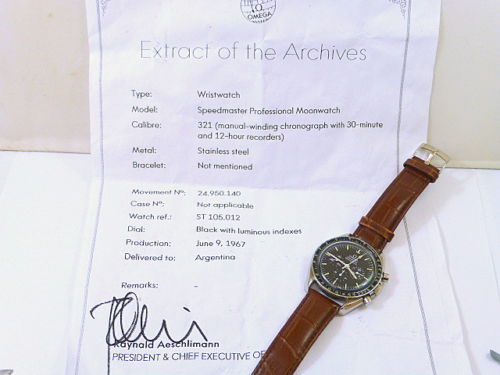 Ω
OMEGA
Extract of the Archives
Type: Wristwatch
Model: Speedmaster Professional Moonwatch
Calibre: 321 (manual-winding chronograph with 30-minute
and 12-hour recorders)
Metal: Stainless steel
Bracelet: Not mentioned
Movement Nº: 24.950.140
Case Nº: Not applicable
Watch ref.: ST 105.012
Dial: Black with luminous indexes
Production: June 9, 1967
Delivered to: Argentina
Remarks: -
Raynald Aeschlimann
PRESIDENT & CHIEF EXECUTIVE OF